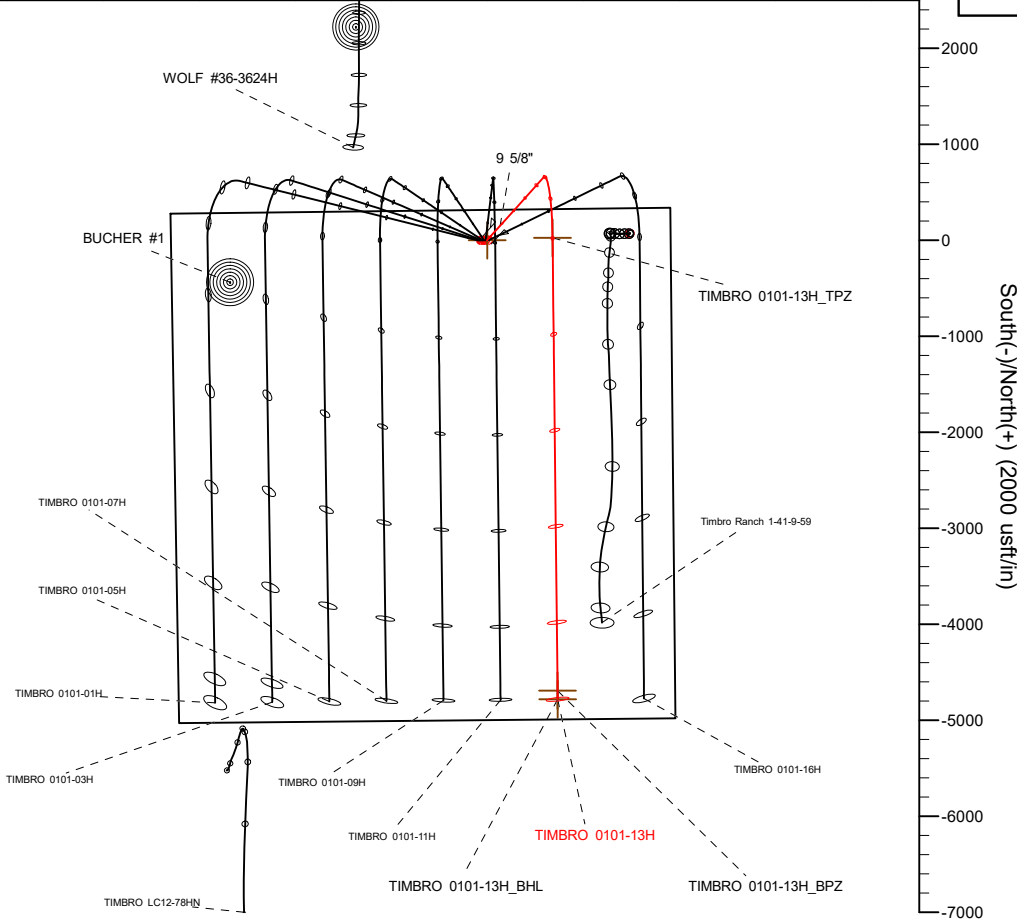 2000
WOLF #36-3624H
1000
9 5/8"
BUCHER #1
0
TIMBRO 0101-13H_TPZ
-1000
South(-)/North(+) (2000 usft/in)
-2000
TIMBRO 0101-07H
Timbro Ranch 1-41-9-59
-3000
TIMBRO 0101-05H
-4000
TIMBRO 0101-01H
-5000
TIMBRO 0101-03H
TIMBRO 0101-09H
TIMBRO 0101-16H
-6000
TIMBRO 0101-11H
TIMBRO 0101-13H
TIMBRO 0101-13H_BHL
TIMBRO 0101-13H_BPZ
TIMBRO LC12-78HN
-7000